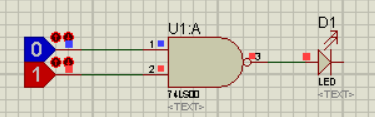 D1
U1:A
0
1
3
1
2
LED
74LS00
<TEXT>
<TEXT>